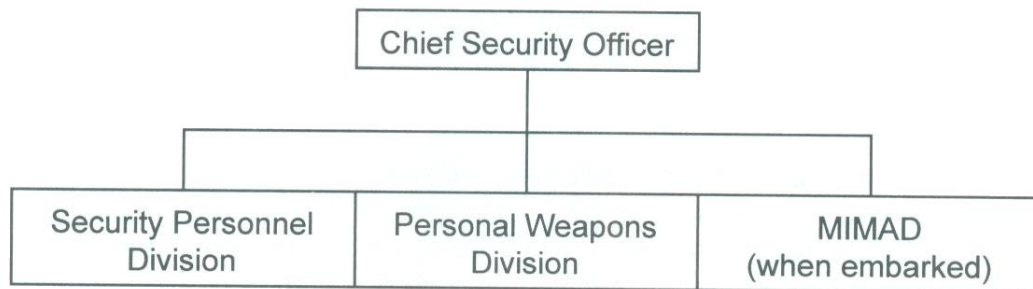 Chief Security Officer
Security Personnel
Division
Personal Weapons
Division
MIMAD
(when embarked)